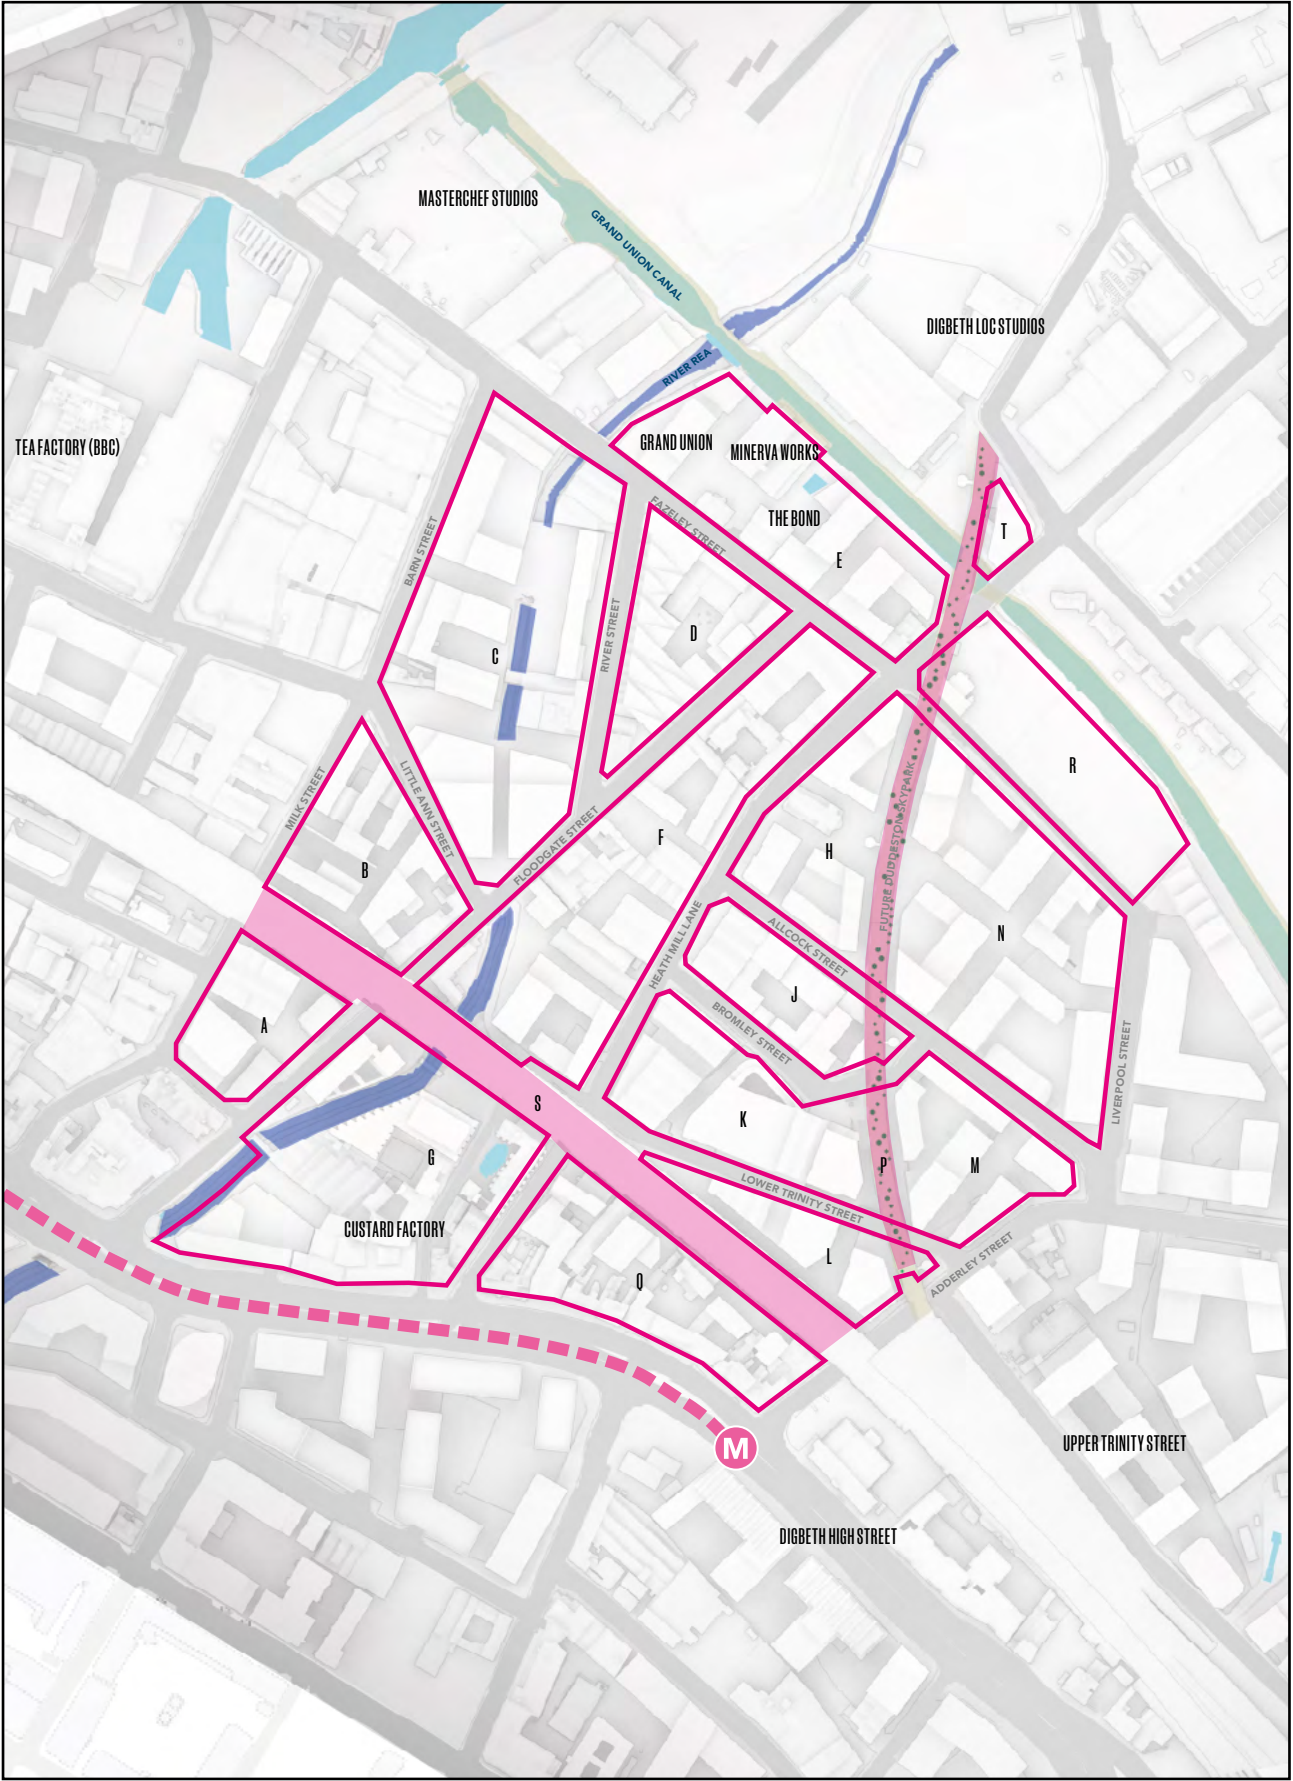 MASTERCHEF STUDIOS
GRAND UNION CANAL
DIGBETH LOC STUDIOS
RIVER REA
TEA FACTORY (BBC)
GRAND UNION
MINERVA WORKS
FAZELEY STREET
THE BOND
T
E
BARN STREET
RIVER STREET
D
C
R
MILK STREET
LITTLE ANN STREET
FLOODGATE STREET
FUTURE DUDDESTON SKYPARK
F
H
B
HEATH MILL LANE
ALLCOCK STREET
N
J
A
BROMLEY STREET
LIVERPOOL STREET
S
K
G
P
M
LOWER TRINITY STREET
CUSTARD FACTORY
L
ADDERLEY STREET
Q
M
UPPER TRINITY STREET
DIGBETH HIGH STREET